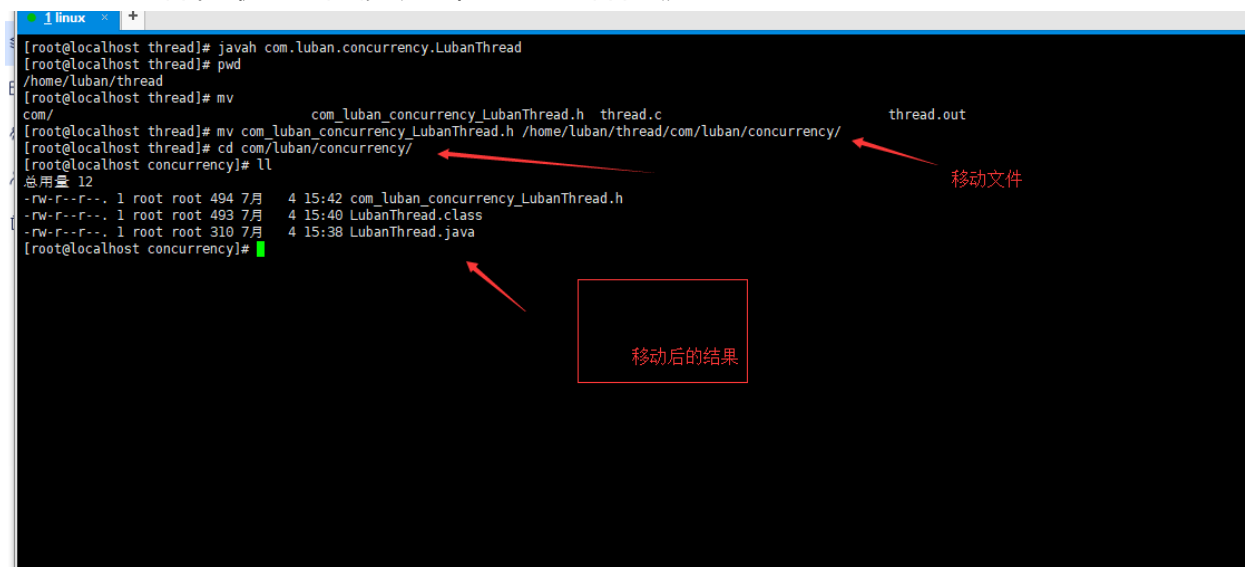 1 linux × +
[root@localhost thread]# javah com.luban.concurrency.LubanThread
[root@localhost thread]# pwd
/home/luban/thread
[root@localhost thread]# mv
com/ com_luban_concurrency_LubanThread.h thread.c thread.out
[root@localhost thread]# mv com_luban_concurrency_LubanThread.h /home/luban/thread/com/luban/concurrency/
[root@localhost thread]# cd com/luban/concurrency/
[root@localhost concurrency]# ll
总用量 12
-rw-r--r--. 1 root root 494 7月 4 15:42 com_luban_concurrency_LubanThread.h
-rw-r--r--. 1 root root 493 7月 4 15:40 LubanThread.class
-rw-r--r--. 1 root root 310 7月 4 15:38 LubanThread.java
[root@localhost concurrency]#
移动文件
移动后的结果